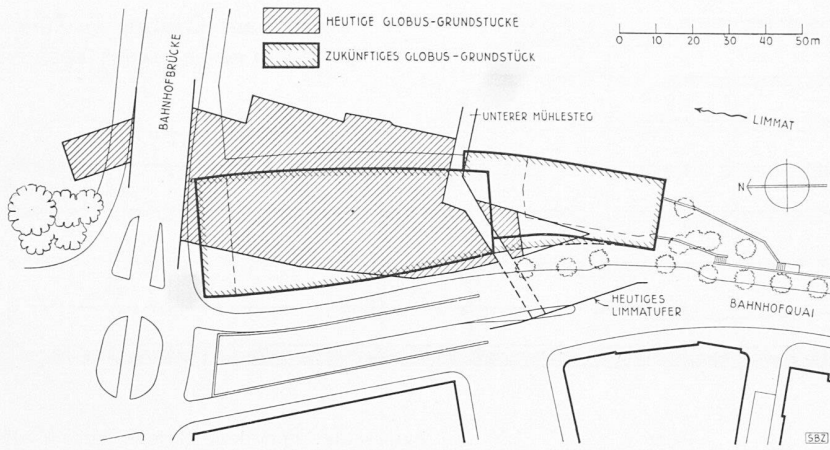 HEUTIGE GLOBUS-GRUNDSTÜCKE
ZUKÜNFTIGES GLOBUS-GRUNDSTÜCK
0 10 20 30 40 50m
BAHNHOFBRÜCKE
UNTERER MÜHLESTEG
LIMMAT
N
HEUTIGES
LIMMATUFER
BAHNHOFQUAI
SBZ